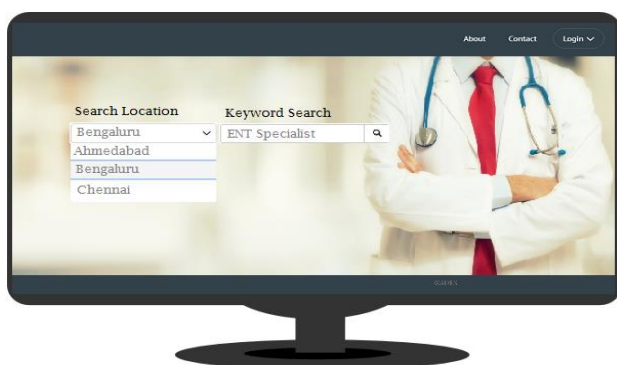 About Contact Login
Search Location Keyword Search
Bengaluru ENT Specialist
Ahmedabad
Bengaluru
Chennai